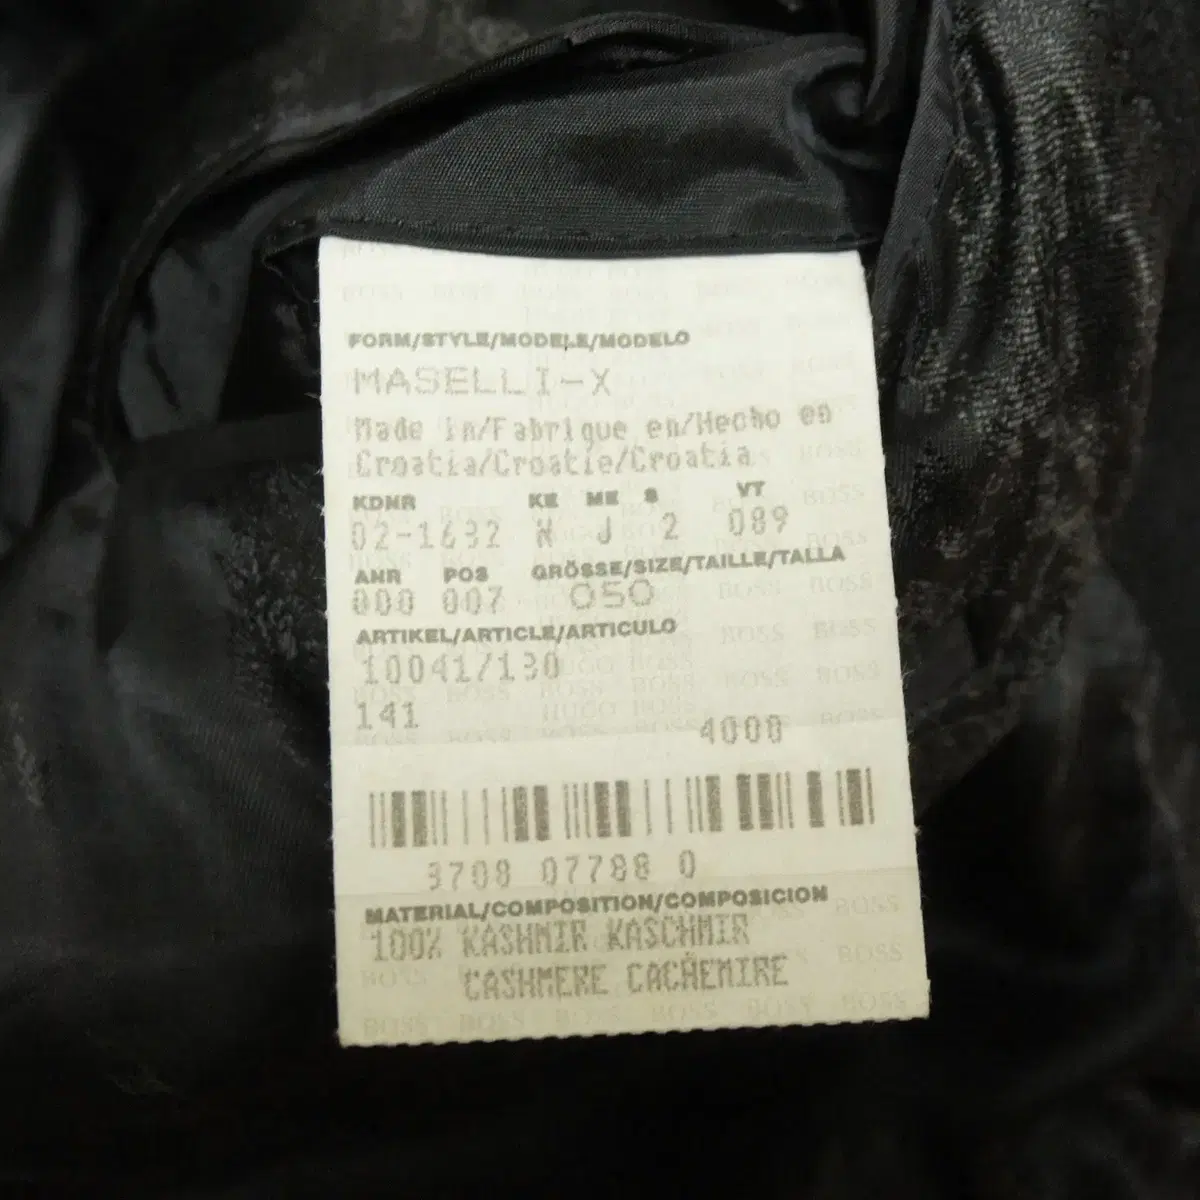 FORM/STYLE/MODELE/MODELO
MASELLI-X
Made in/Fabrique en/Hecho en
Croatia/Croatie/Croatia
KDNR KE ME S VT
02-1632 H J 2 089
ANR POS GRÖSSE/SIZE/TAILLE/TALLA
000 007 050
ARTIKEL/ARTICLE/ARTICULO
10041/130
141
4000
3708 07788 0
MATERIAL/COMPOSITION/COMPOSICION
100% KASHMIR KASCHMIR
CASHMERE CACHEMIRE